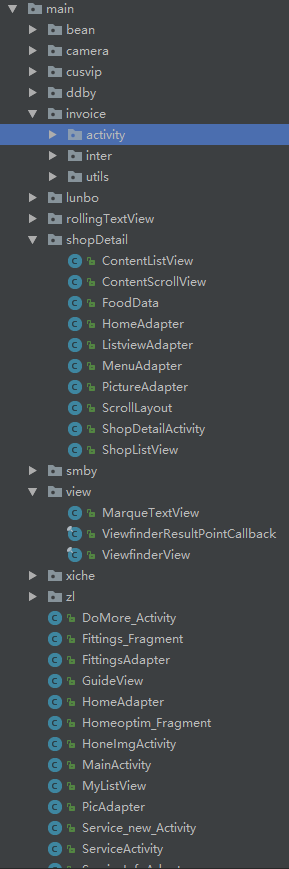 main
bean
camera
cusvip
ddby
invoice
activity
inter
utils
lunbo
rollingTextView
shopDetail
ContentListView
ContentScrollView
FoodData
HomeAdapter
ListviewAdapter
MenuAdapter
PictureAdapter
ScrollLayout
ShopDetailActivity
ShopListView
smby
view
MarqueTextView
ViewfinderResultPointCallback
ViewfinderView
xiche
zl
DoMore_Activity
Fittings_Fragment
FittingsAdapter
GuideView
HomeAdapter
Homeoptim_Fragment
HoneImgActivity
MainActivity
MyListView
PicAdapter
Service_new_Activity
ServiceActivity